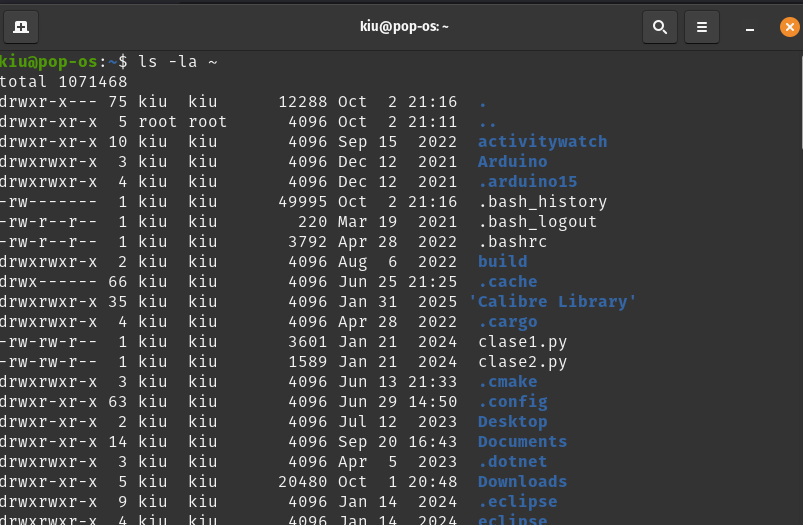 kiu@pop-os: ~
kiu@pop-os:~$ ls -la ~
total 1071468
drwxr-x--- 75 kiu  kiu       12288 Oct  2 21:16  .
drwxr-xr-x  5 root root       4096 Oct  2 21:11  ..
drwxr-xr-x 10 kiu  kiu        4096 Sep 15  2022  activitywatch
drwxrwxr-x  3 kiu  kiu        4096 Dec 12  2021  Arduino
drwxrwxr-x  4 kiu  kiu        4096 Dec 12  2021  .arduino15
-rw-------  1 kiu  kiu       49995 Oct  2 21:16  .bash_history
-rw-r--r--  1 kiu  kiu         220 Mar 19  2021  .bash_logout
-rw-r--r--  1 kiu  kiu        3792 Apr 28  2022  .bashrc
drwxrwxr-x  2 kiu  kiu        4096 Aug  6  2022  build
drwx------ 66 kiu  kiu        4096 Jun 25 21:25  .cache
drwxrwxr-x 35 kiu  kiu        4096 Jan 31  2025 'Calibre Library'
drwxrwxr-x  4 kiu  kiu        4096 Apr 28  2022  .cargo
-rw-rw-r--  1 kiu  kiu        3601 Jan 21  2024  clase1.py
-rw-rw-r--  1 kiu  kiu        1589 Jan 21  2024  clase2.py
drwxrwxr-x  3 kiu  kiu        4096 Jun 13 21:33  .cmake
drwxr-xr-x 63 kiu  kiu        4096 Jun 29 14:50  .config
drwxr-xr-x  2 kiu  kiu        4096 Jul 12  2023  Desktop
drwxr-xr-x 14 kiu  kiu        4096 Sep 20 16:43  Documents
drwxrwxr-x  3 kiu  kiu        4096 Apr  5  2023  .dotnet
drwxr-xr-x  5 kiu  kiu       20480 Oct  1 20:48  Downloads
drwxrwxr-x  9 kiu  kiu        4096 Jan 14  2024  .eclipse
drwxrwxr-x  4 kiu  kiu        4096 Jan 14  2024  eclipse